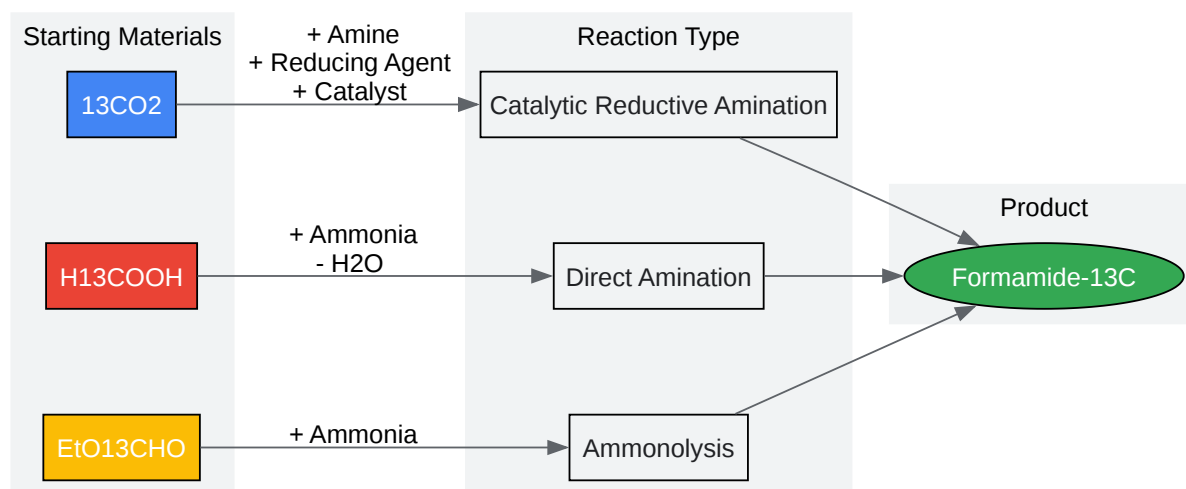 Starting Materials
+ Amine
+ Reducing Agent
+ Catalyst
Reaction Type
13CO2
Catalytic Reductive Amination
Product
+ Ammonia
- H2O
H13COOH
Direct Amination
Formamide-13C
+ Ammonia
EtO13CHO
Ammonolysis